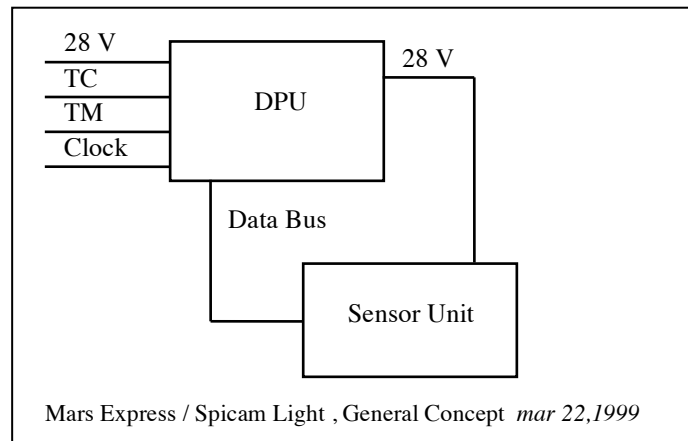 28 V
28 V
TC
DPU
TM
Clock
Data Bus
Sensor Unit
Mars Express / Spicam Light , General Concept mar 22,1999